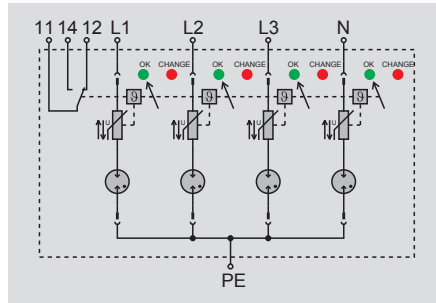 11 14 12 L1 L2 L3 N
OK CHANGE OK CHANGE OK CHANGE OK CHANGE
ϑ ϑ ϑ ϑ
U U U U
PE